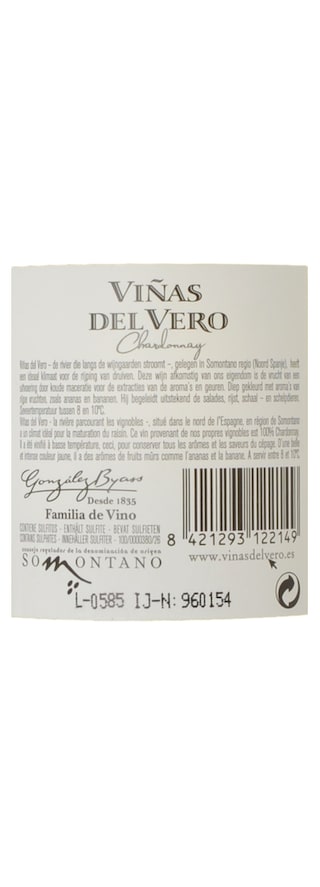 VIÑAS
DEL VERO
Chardonnay
Viñas del Vero - de rivier die langs de wijngaarden stroomt -, gelegen in Somontano regio (Noord Spanje), heeft
een ideaal klimaat voor de rijping van druiven. Deze wijn afkomstig van ons eigendom is de vrucht van een
sheering door koude maceratie voor de extracties van de aroma's en geuren. Diep gekleurd met aroma's van
rijpe vruchten, zoals ananas en bananen. Hij begeleidt uitstekend de salades, rijst, schaal - en schelpdieren.
Serveertemperatuur tussen 8 en 10ºC.
Viñas del Vero - la rivière parcourant les vignobles -, situé dans le nord de l'Espagne, en région de Somontano
a un climat idéal pour la maturation du raisin. Ce vin provenant de nos propres vignobles est 100% Chardonnay.
Il a été vinifié à basse température, ceci, pour conserver tous les arômes et les saveurs du cépage. D'une belle
et intense couleur jaune, il a des arômes de fruits mûrs comme l'ananas et la banane. A servir entre 8 et 10ºC
González Byass
Desde 1835
Familia de Vino
CONTIENE SULFITOS - ENTHÄLT SULFITE - BEVAT SULFIETEN
CONTAINS SULPHITES - INNEHÅLLER SULFITER - 100/0000580/26
consejo regulador de la denominación de origen
SOMONTANO
8 421293 122149
www.vinasdelvero.es
L-0585 IJ-N: 960154